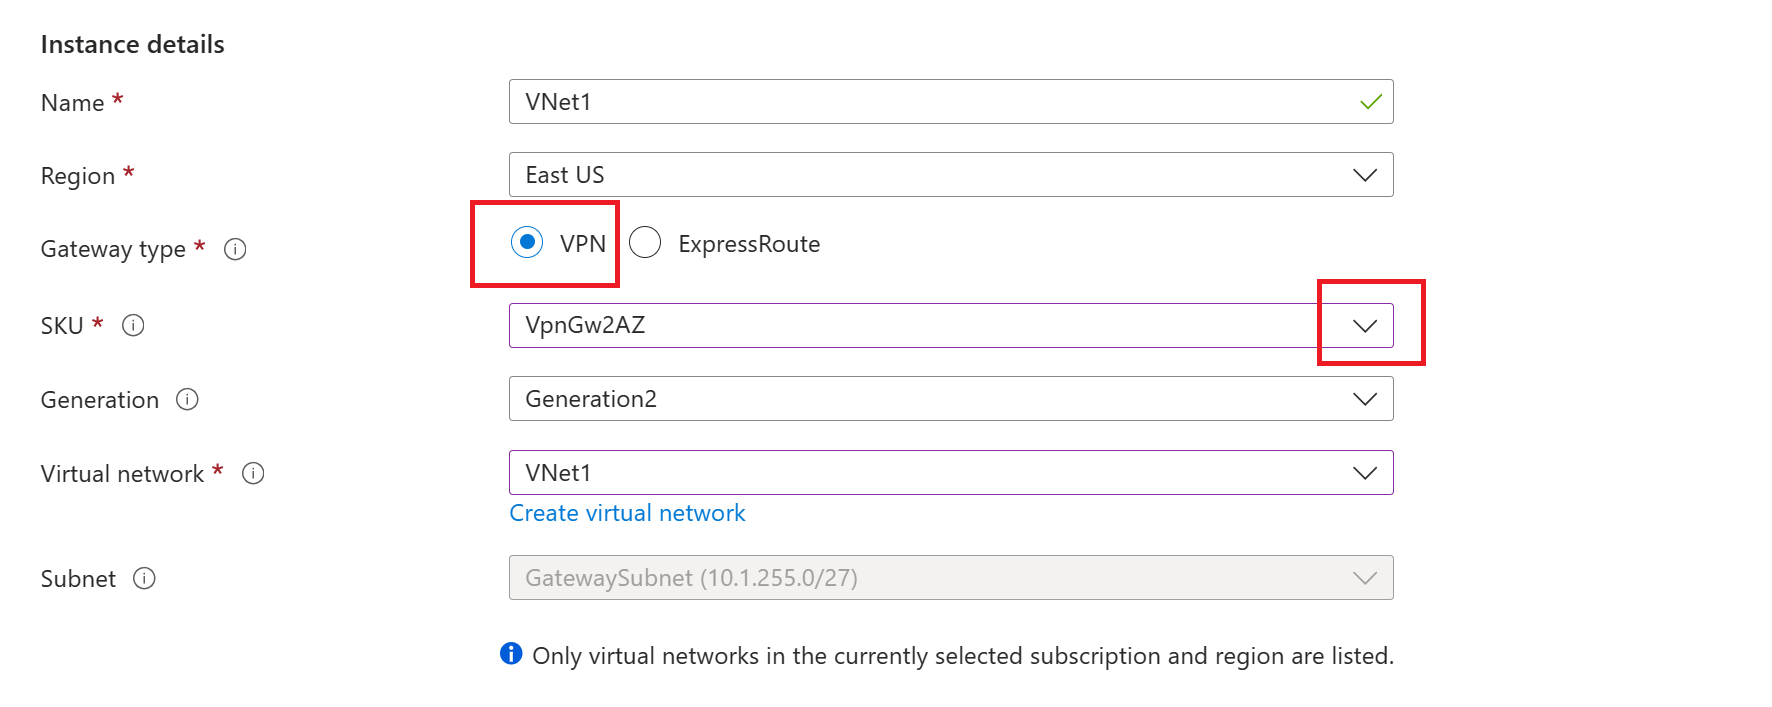 Instance details
Name *
VNet1
Region *
East US
Gateway type *
VPN
ExpressRoute
SKU *
VpnGw2AZ
Generation
Generation2
Virtual network *
VNet1
Create virtual network
Subnet
GatewaySubnet (10.1.255.0/27)
Only virtual networks in the currently selected subscription and region are listed.